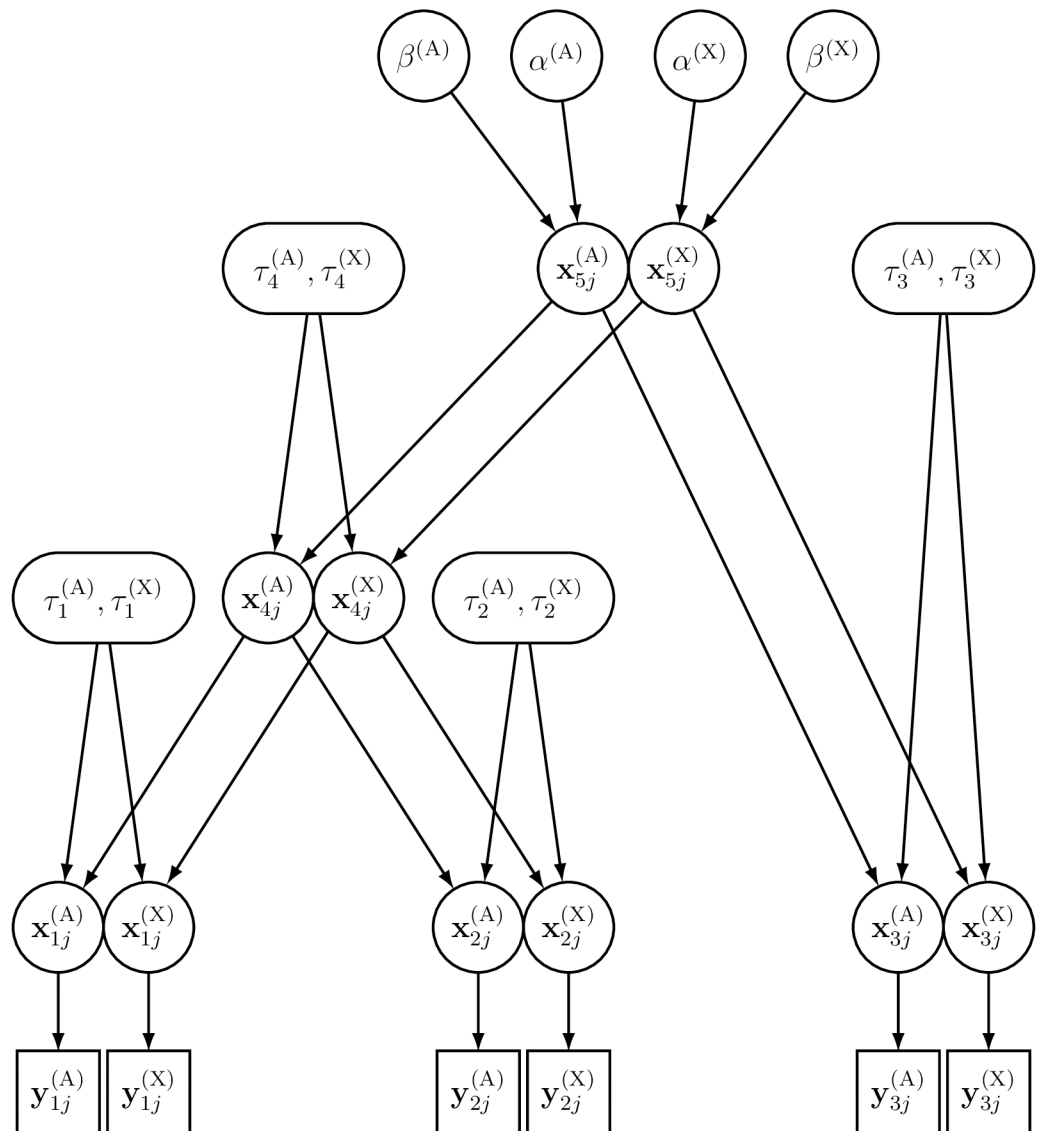 β^(A) α^(A) α^(X) β^(X)
τ_4^(A), τ_4^(X) x_5j^(A) x_5j^(X) τ_3^(A), τ_3^(X)
τ_1^(A), τ_1^(X) x_4j^(A) x_4j^(X) τ_2^(A), τ_2^(X)
x_1j^(A) x_1j^(X) x_2j^(A) x_2j^(X) x_3j^(A) x_3j^(X)
y_1j^(A) y_1j^(X) y_2j^(A) y_2j^(X) y_3j^(A) y_3j^(X)